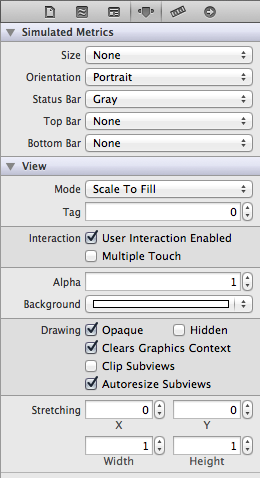 Simulated Metrics
Size None
Orientation Portrait
Status Bar Gray
Top Bar None
Bottom Bar None
View
Mode Scale To Fill
Tag 0
Interaction User Interaction Enabled
Multiple Touch
Alpha 1
Background
Drawing Opaque Hidden
Clears Graphics Context
Clip Subviews
Autoresize Subviews
Stretching 0 0
X Y
1 1
Width Height